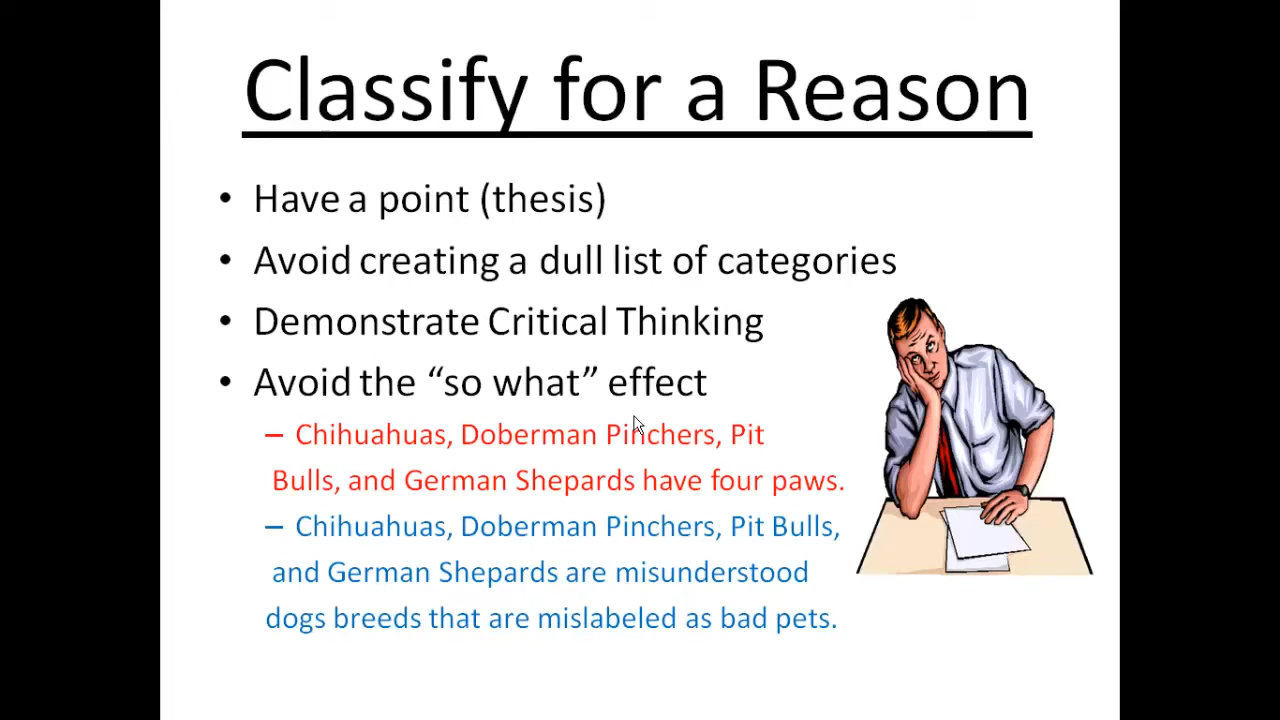 Classify for a Reason
• Have a point (thesis)
• Avoid creating a dull list of categories
• Demonstrate Critical Thinking
• Avoid the “so what” effect
– Chihuahuas, Doberman Pinchers, Pit
Bulls, and German Shepards have four paws.
– Chihuahuas, Doberman Pinchers, Pit Bulls,
and German Shepards are misunderstood
dogs breeds that are mislabeled as bad pets.